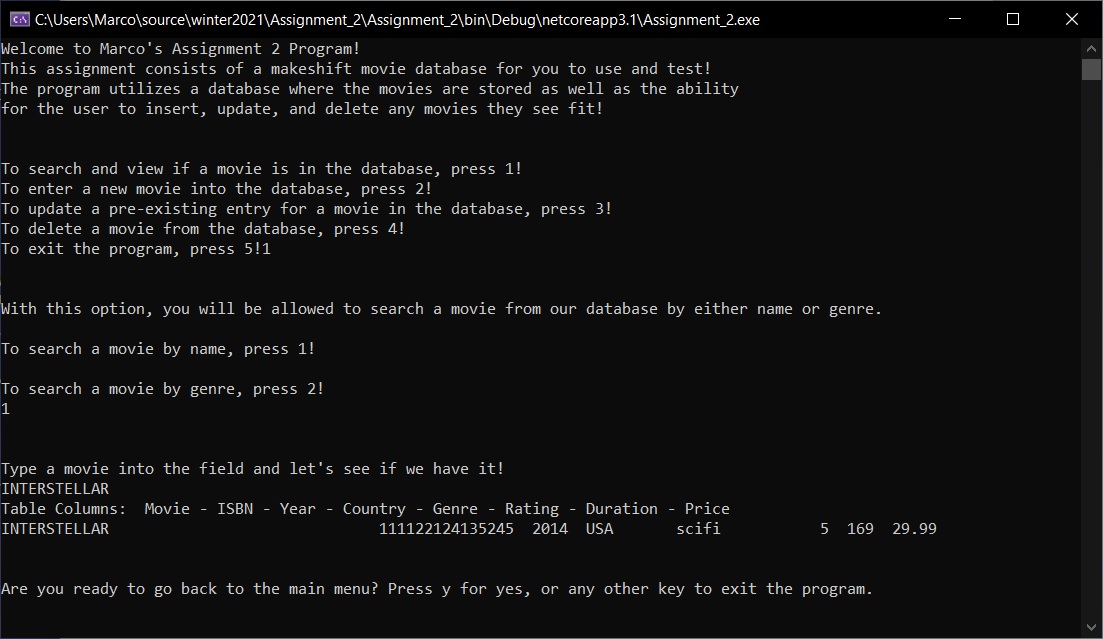 C:\Users\Marco\source\winter2021\Assignment_2\Assignment_2\bin\Debug\netcoreapp3.1\Assignment_2.exe
Welcome to Marco's Assignment 2 Program!
This assignment consists of a makeshift movie database for you to use and test!
The program utilizes a database where the movies are stored as well as the ability
for the user to insert, update, and delete any movies they see fit!
To search and view if a movie is in the database, press 1!
To enter a new movie into the database, press 2!
To update a pre-existing entry for a movie in the database, press 3!
To delete a movie from the database, press 4!
To exit the program, press 5!1
With this option, you will be allowed to search a movie from our database by either name or genre.
To search a movie by name, press 1!
To search a movie by genre, press 2!
1
Type a movie into the field and let's see if we have it!
INTERSTELLAR
Table Columns:  Movie - ISBN - Year - Country - Genre - Rating - Duration - Price
INTERSTELLAR                              111122124135245  2014  USA       scifi           5  169  29.99
Are you ready to go back to the main menu? Press y for yes, or any other key to exit the program.